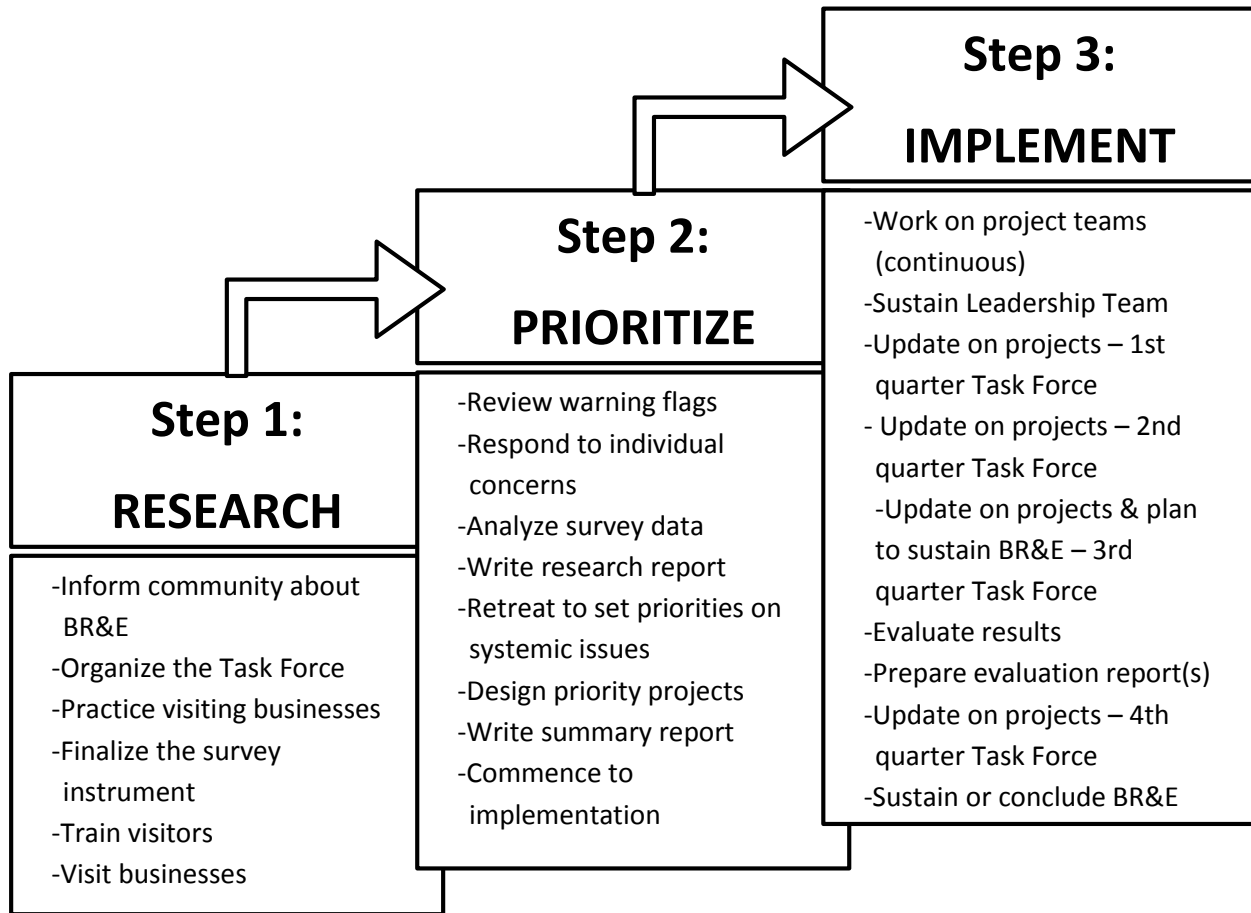 Step 1:
RESEARCH
-Inform community about
BR&E
-Organize the Task Force
-Practice visiting businesses
-Finalize the survey
instrument
-Train visitors
-Visit businesses
Step 2:
PRIORITIZE
-Review warning flags
-Respond to individual
concerns
-Analyze survey data
-Write research report
-Retreat to set priorities on
systemic issues
-Design priority projects
-Write summary report
-Commence to
implementation
Step 3:
IMPLEMENT
-Work on project teams
(continuous)
-Sustain Leadership Team
-Update on projects – 1st
quarter Task Force
- Update on projects – 2nd
quarter Task Force
-Update on projects & plan
to sustain BR&E – 3rd
quarter Task Force
-Evaluate results
-Prepare evaluation report(s)
-Update on projects – 4th
quarter Task Force
-Sustain or conclude BR&E